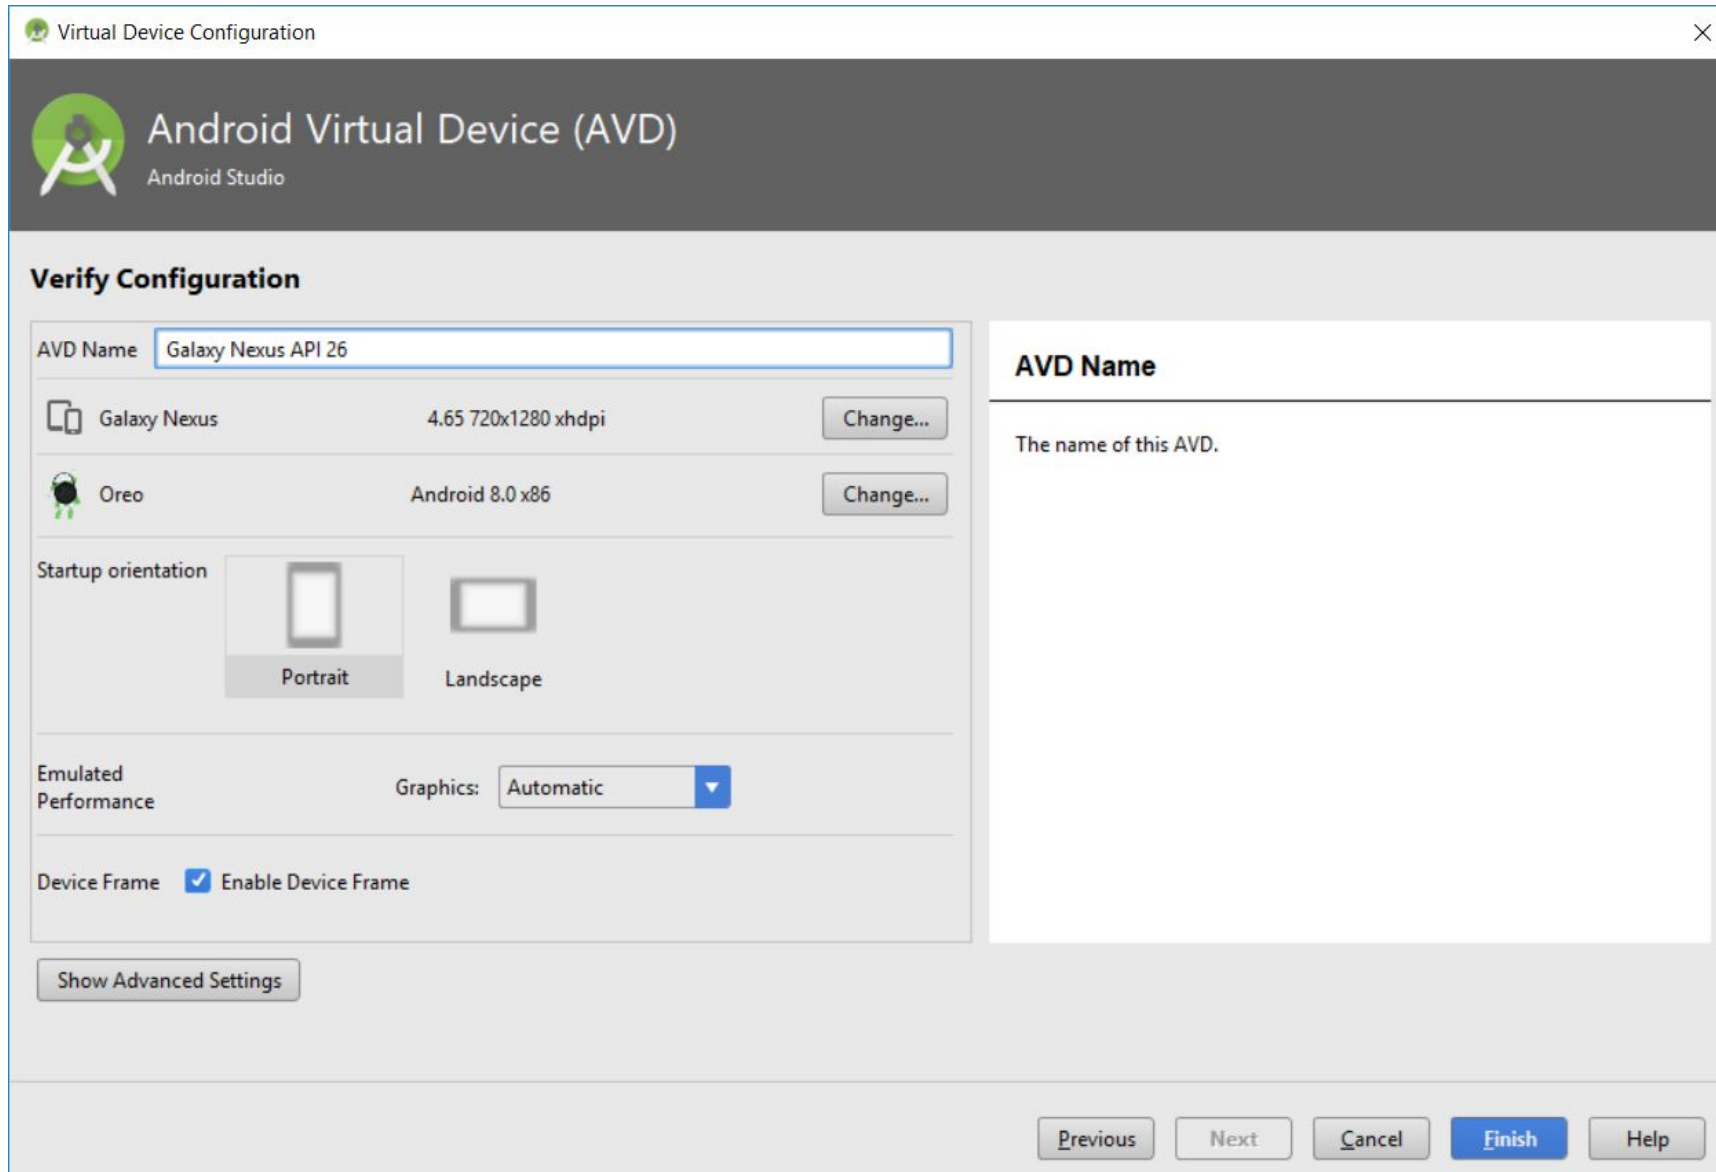 Virtual Device Configuration
Android Virtual Device (AVD)
Android Studio
Verify Configuration
AVD Name Galaxy Nexus API 26
Galaxy Nexus 4.65 720x1280 xhdpi Change...
Oreo Android 8.0 x86 Change...
Startup orientation
Portrait Landscape
Emulated
Performance
Graphics: Automatic
Device Frame Enable Device Frame
Show Advanced Settings
AVD Name
The name of this AVD.
Previous Next Cancel Finish Help